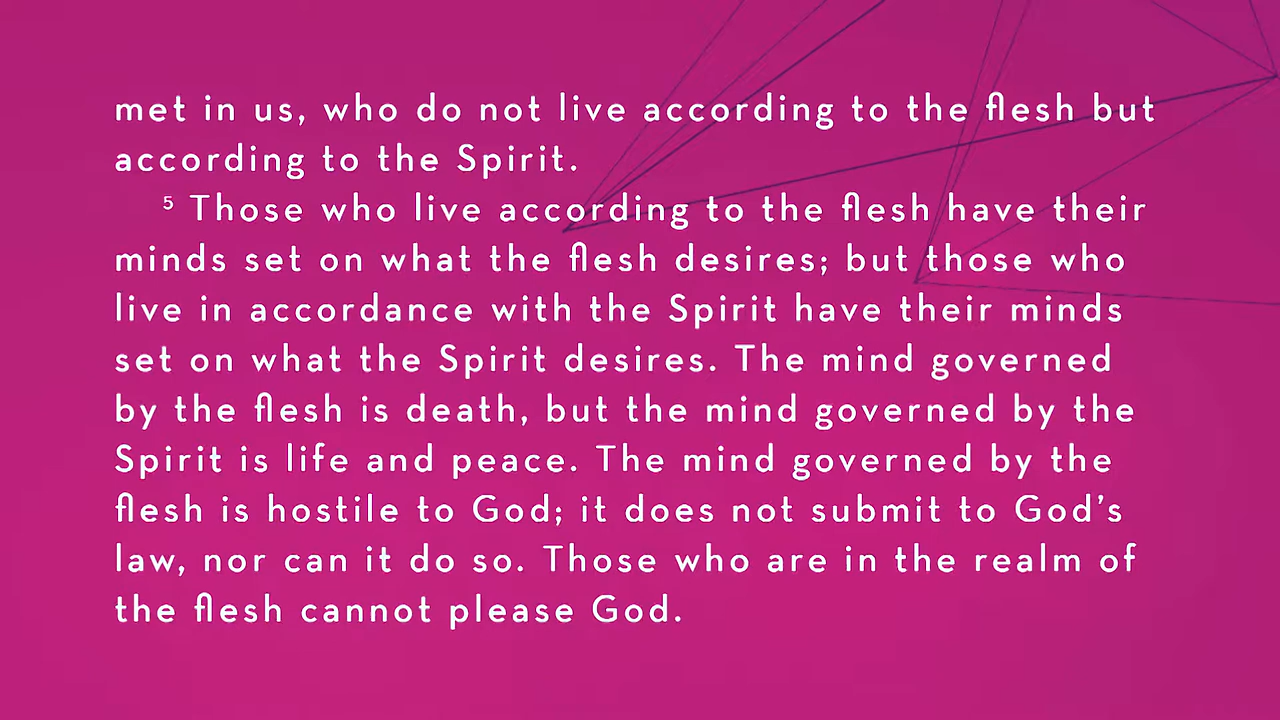 met in us, who do not live according to the flesh but
according to the Spirit.
⁵ Those who live according to the flesh have their
minds set on what the flesh desires; but those who
live in accordance with the Spirit have their minds
set on what the Spirit desires. The mind governed
by the flesh is death, but the mind governed by the
Spirit is life and peace. The mind governed by the
flesh is hostile to God; it does not submit to God’s
law, nor can it do so. Those who are in the realm of
the flesh cannot please God.